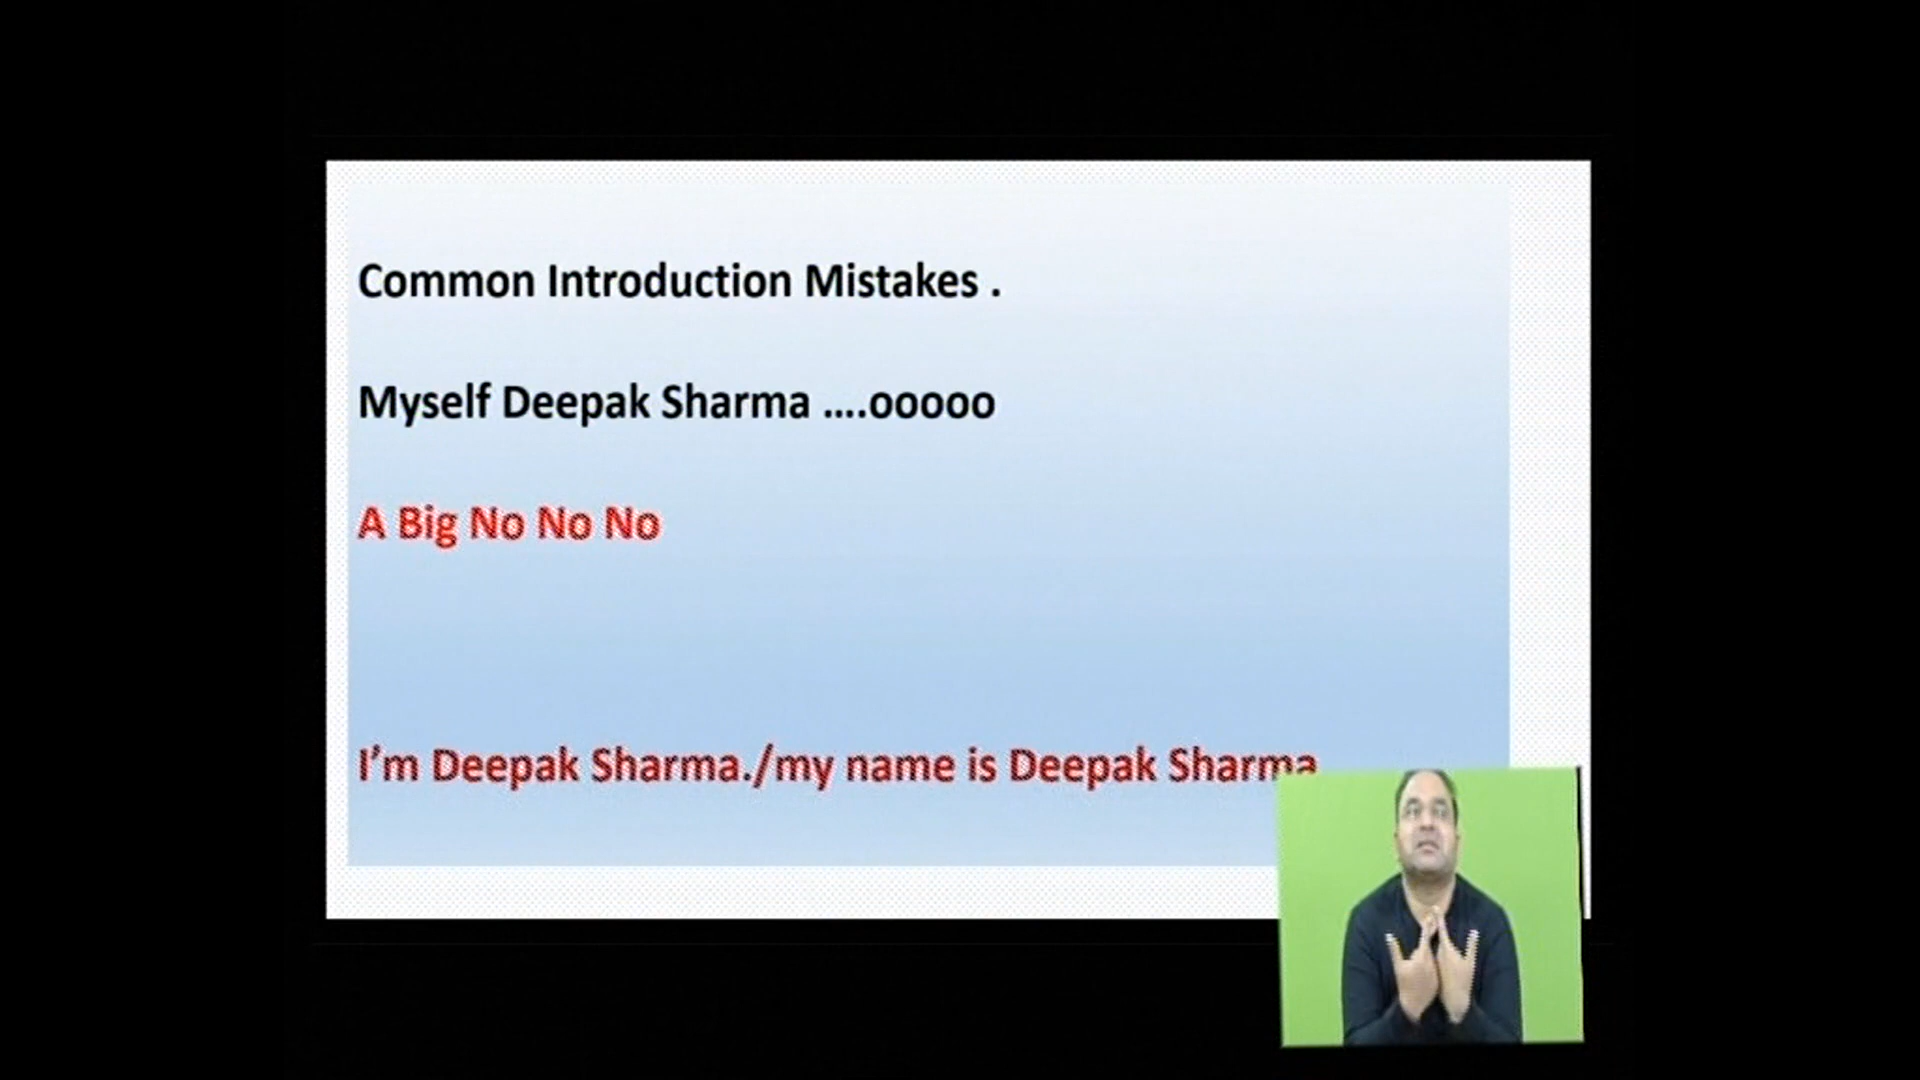 Common Introduction Mistakes .
Myself Deepak Sharma ....ooooo
A Big No No No
I'm Deepak Sharma./my name is Deepak Sharma